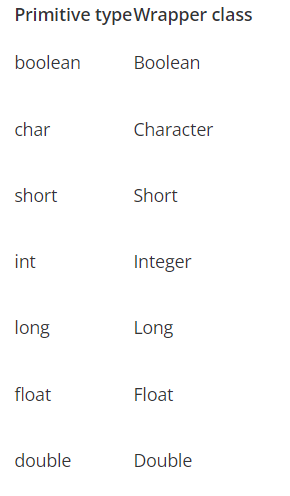 Primitive type Wrapper class
boolean Boolean
char Character
short Short
int Integer
long Long
float Float
double Double